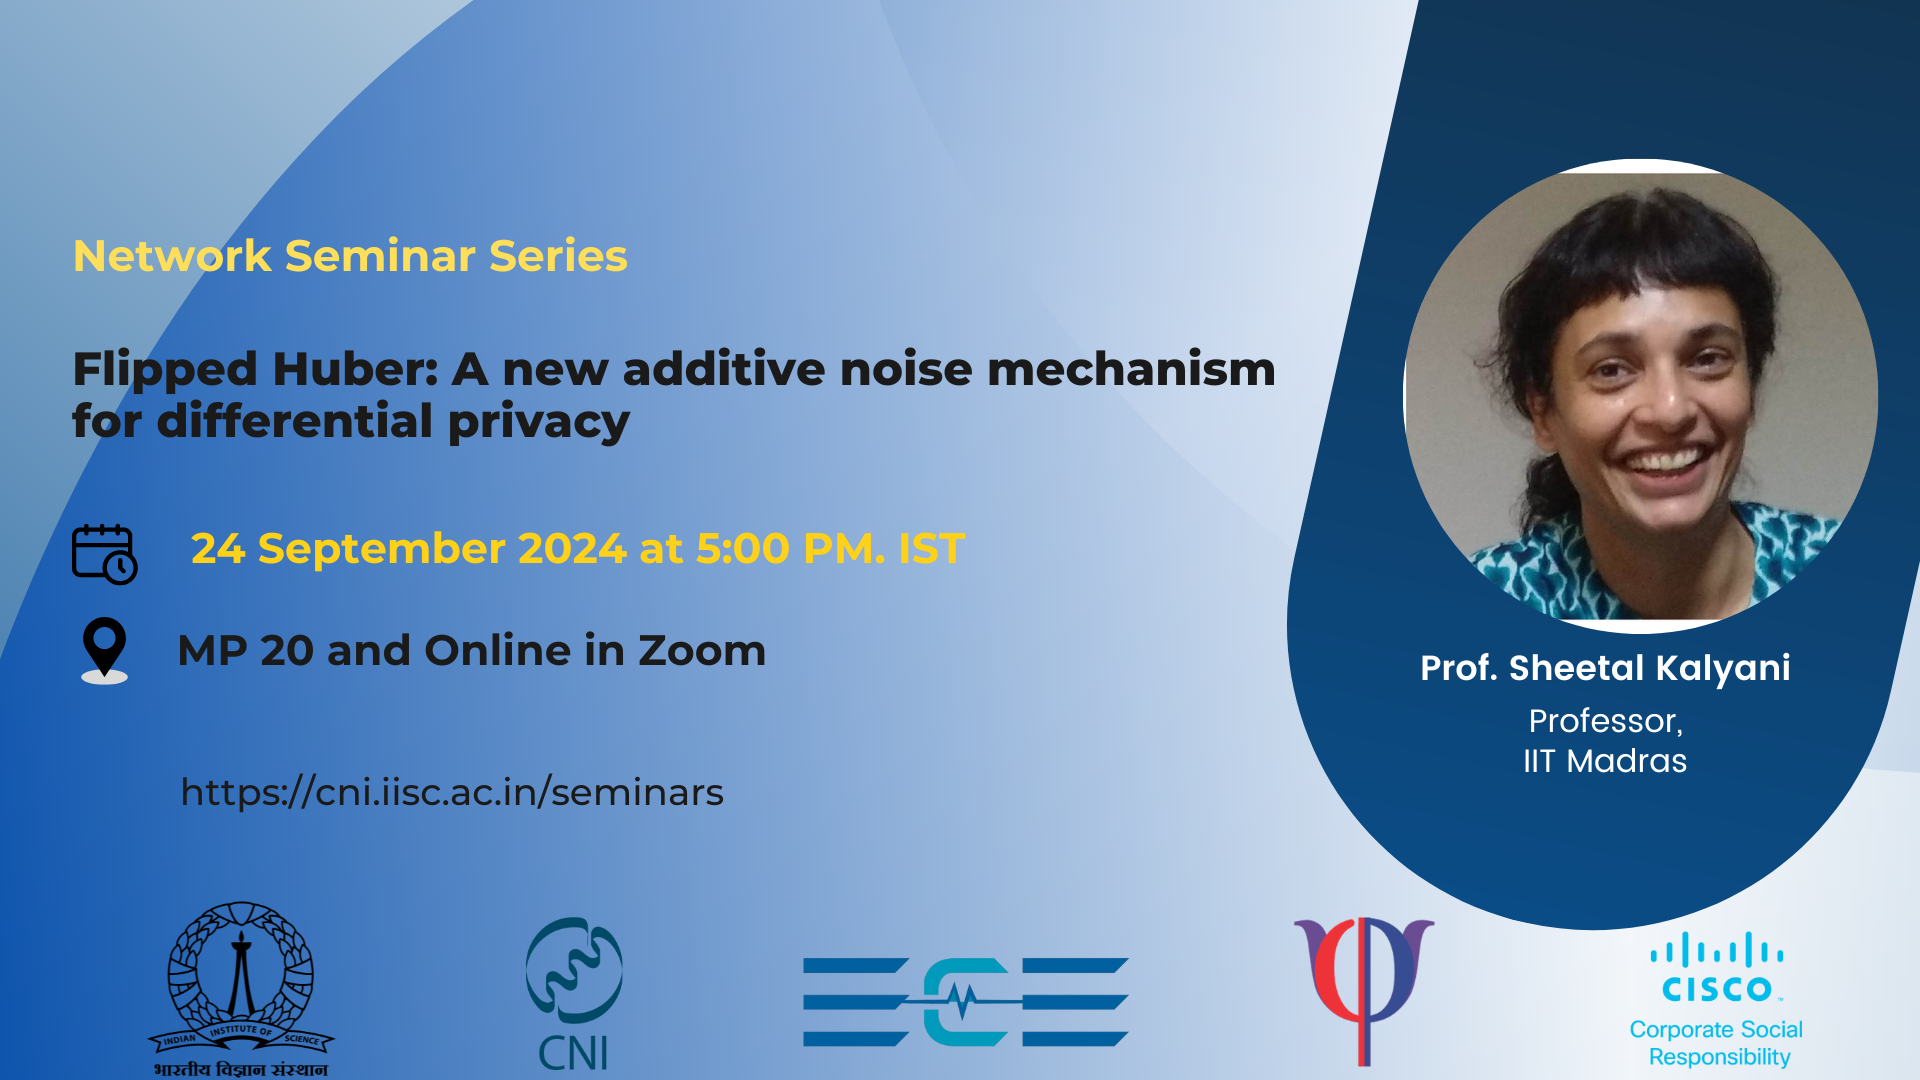 Network Seminar Series
Flipped Huber: A new additive noise mechanism
for differential privacy
24 September 2024 at 5:00 PM. IST
MP 20 and Online in Zoom
https://cni.iisc.ac.in/seminars
Prof. Sheetal Kalyani
Professor,
IIT Madras
INDIAN INSTITUTE OF SCIENCE
भारतीय विज्ञान संस्थान
CNI
ECE
CISCO
Corporate Social
Responsibility